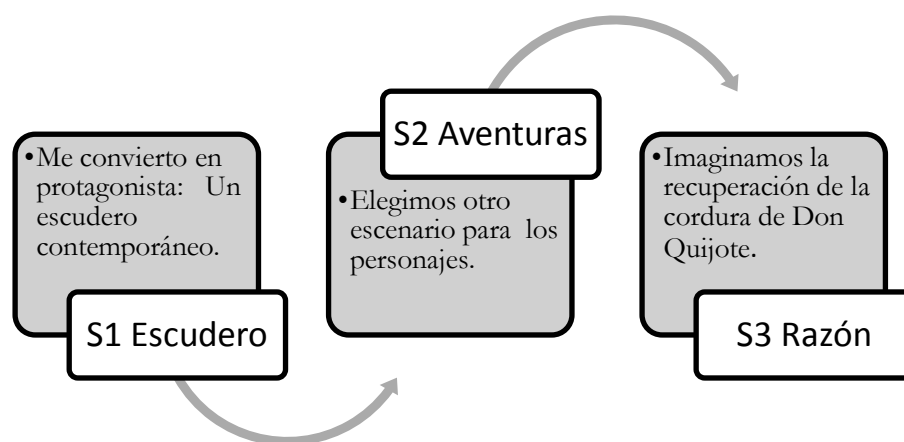 •Me convierto en
protagonista: Un
escudero
contemporáneo.
S1 Escudero
S2 Aventuras
•Elegimos otro
escenario para los
personajes.
•Imaginamos la
recuperación de la
cordura de Don
Quijote.
S3 Razón